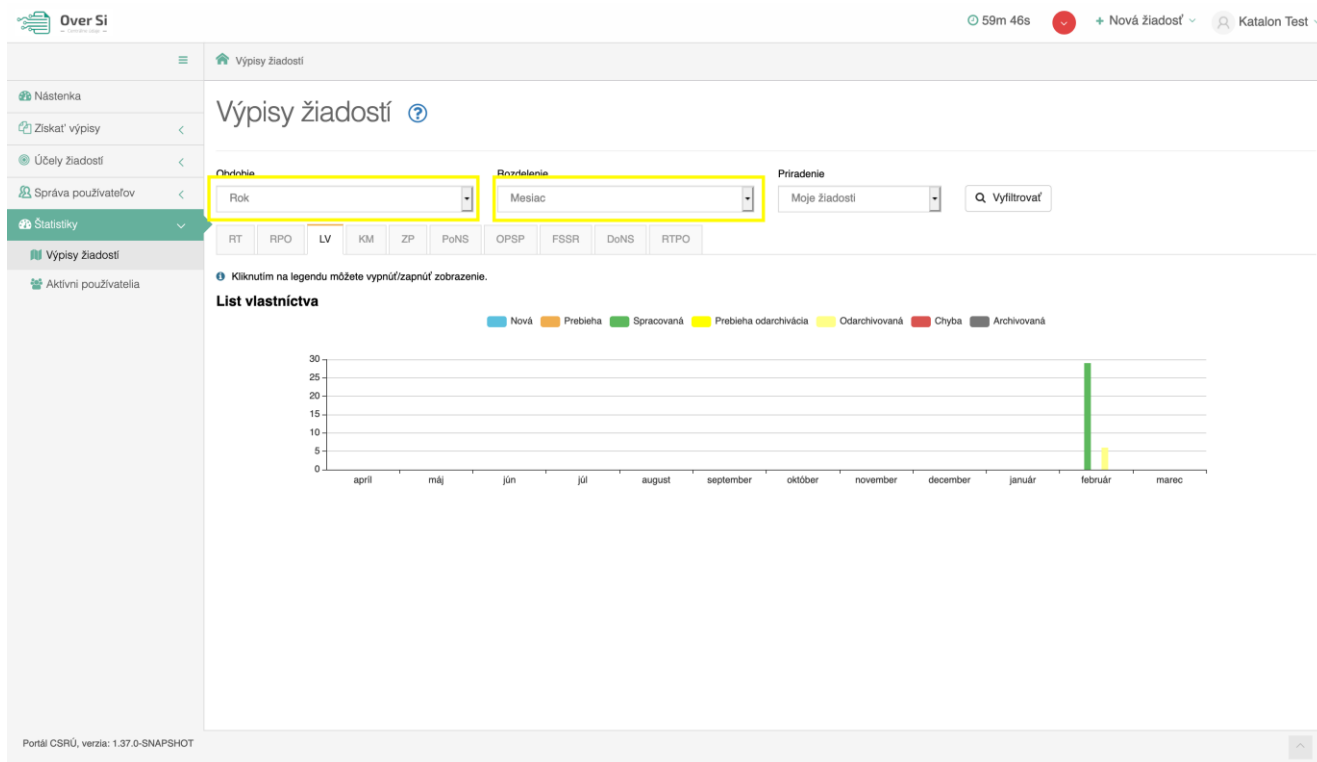 Over Si
59m 46s
+ Nová žiadosť
Katalon Test
Výpisy žiadostí
Nástenka
Získať výpisy
Účely žiadostí
Správa používateľov
Štatistiky
Výpisy žiadostí
Aktívni používatelia
Výpisy žiadostí ?
Obdobie Rozdelenie Priradenie
Rok Mesiac Moje žiadosti Vyfiltrovať
RT RPO LV KM ZP PoNS OPSP FSSR DoNS RTPO
Kliknutím na legendu môžete vypnúť/zapnúť zobrazenie.
List vlastníctva
Nová Prebieha Spracovaná Prebieha odarchivácia Odarchivovaná Chyba Archivovaná
30
25
20
15
10
5
0
apríl máj jún júl august september október november december január február marec
Portál CSRÚ, verzia: 1.37.0-SNAPSHOT